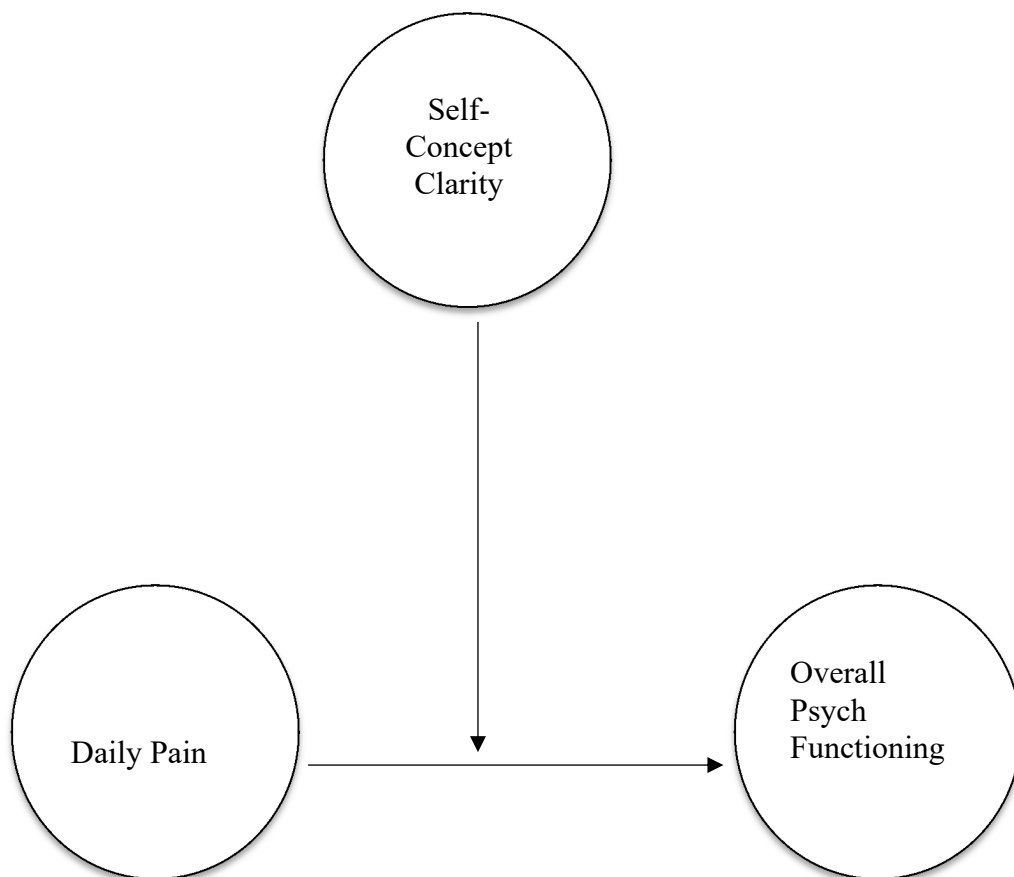 Self-
Concept
Clarity
Daily Pain
Overall
Psych
Functioning